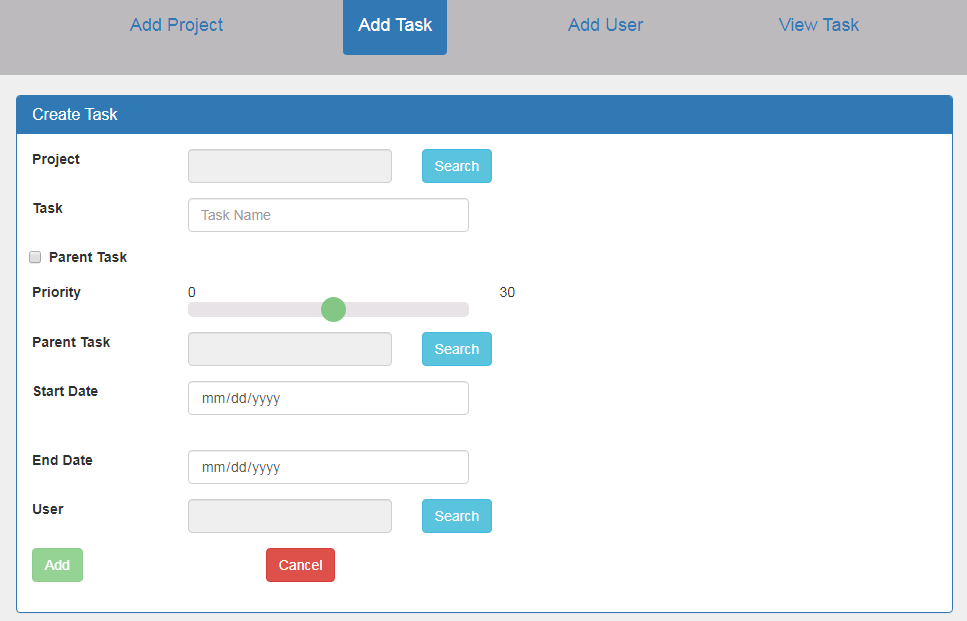 Add Project Add Task Add User View Task
Create Task
Project Search
Task Task Name
Parent Task
Priority 0 30
Parent Task Search
Start Date mm/dd/yyyy
End Date mm/dd/yyyy
User Search
Add Cancel